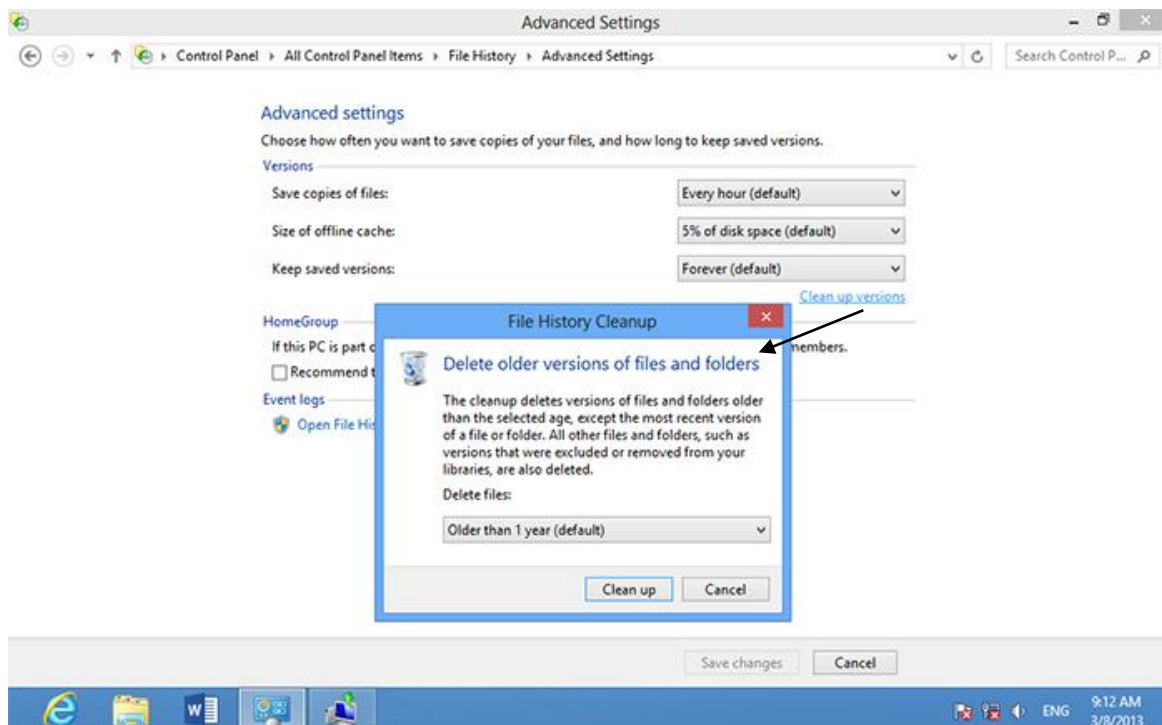 Advanced Settings
Control Panel
All Control Panel Items
File History
Advanced Settings
Search Control P...
Advanced settings
Choose how often you want to save copies of your files, and how long to keep saved versions.
Versions
Save copies of files:
Every hour (default)
Size of offline cache:
5% of disk space (default)
Keep saved versions:
Forever (default)
Clean up versions
HomeGroup
If this PC is part
members.
Recommend
Event logs
Open File
File History Cleanup
Delete older versions of files and folders
The cleanup deletes versions of files and folders older
than the selected age, except the most recent version
of a file or folder. All other files and folders, such as
versions that were excluded or removed from your
libraries, are also deleted.
Delete files:
Older than 1 year (default)
Clean up
Cancel
Save changes
Cancel
ENG
9:12 AM
3/8/2013